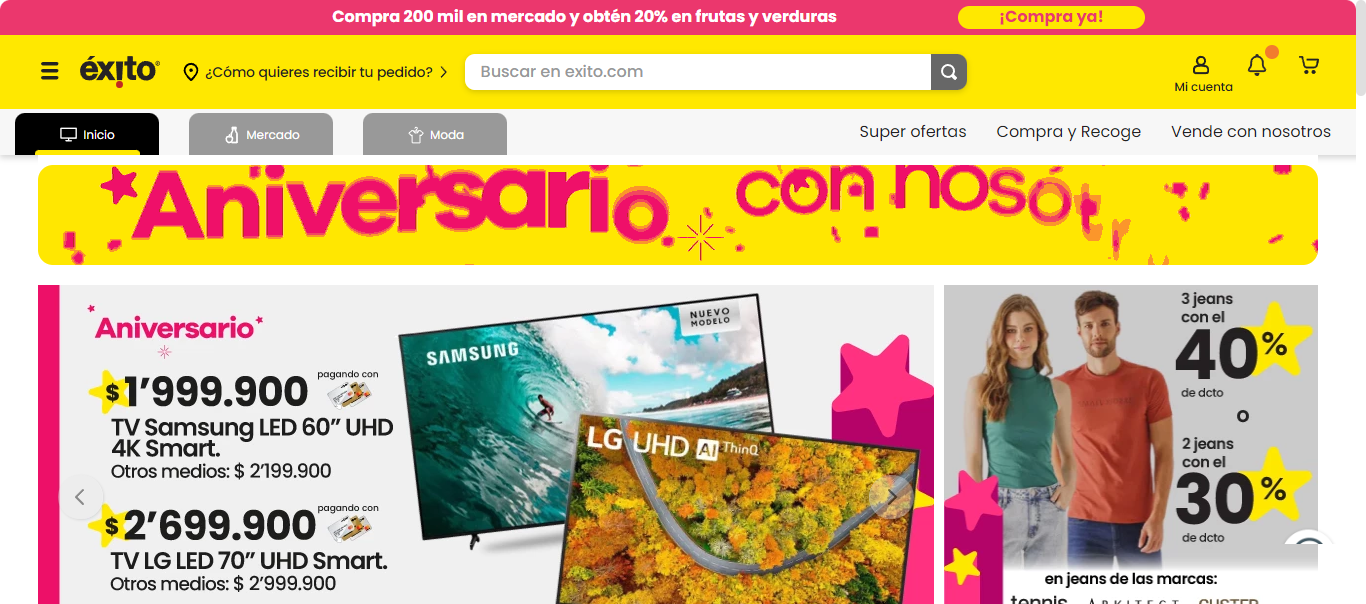 Compra 200 mil en mercado y obtén 20% en frutas y verduras
¡Compra ya!
éxito
¿Cómo quieres recibir tu pedido?
Buscar en exito.com
Mi cuenta
Inicio
Mercado
Moda
Super ofertas
Compra y Recoge
Vende con nosotros
Aniversario
con nosotr
Aniversario
$1’999.900
pagando con
TV Samsung LED 60” UHD
4K Smart.
Otros medios: $ 2’199.900
$2’699.900
pagando con
TV LG LED 70” UHD Smart.
Otros medios: $ 2’999.900
SAMSUNG
NUEVO
MODELO
LG UHD AI ThinQ
3 jeans
con el
40%
de dcto
o
2 jeans
con el
30%
de dcto
en jeans de las marcas:
tennis ARKITECT CUSTER